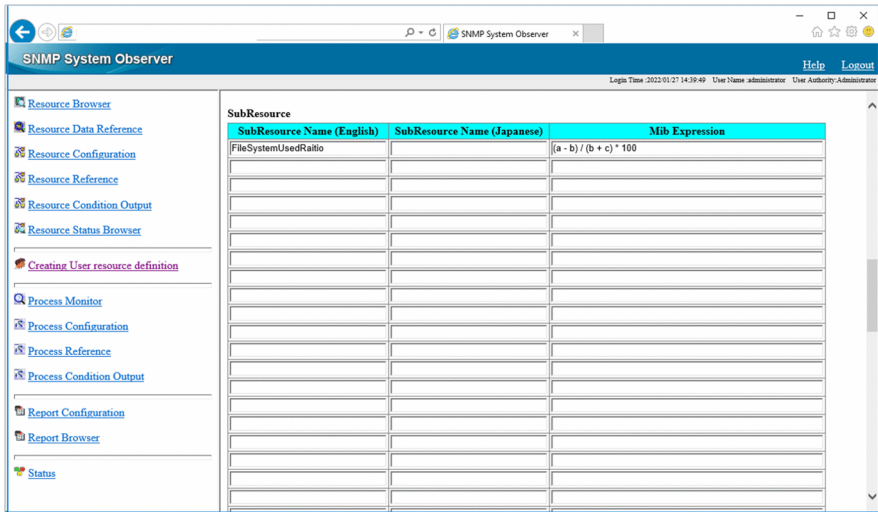 SNMP System Observer
SNMP System Observer
Help Logout
Login Time :2022/01/27 14:39:49 User Name :administrator User Authority:Administrator
Resource Browser
Resource Data Reference
Resource Configuration
Resource Reference
Resource Condition Output
Resource Status Browser
Creating User resource definition
Process Monitor
Process Configuration
Process Reference
Process Condition Output
Report Configuration
Report Browser
Status
SubResource
SubResource Name (English) SubResource Name (Japanese) Mib Expression
FileSystemUsedRaitio (a - b) / (b + c) * 100